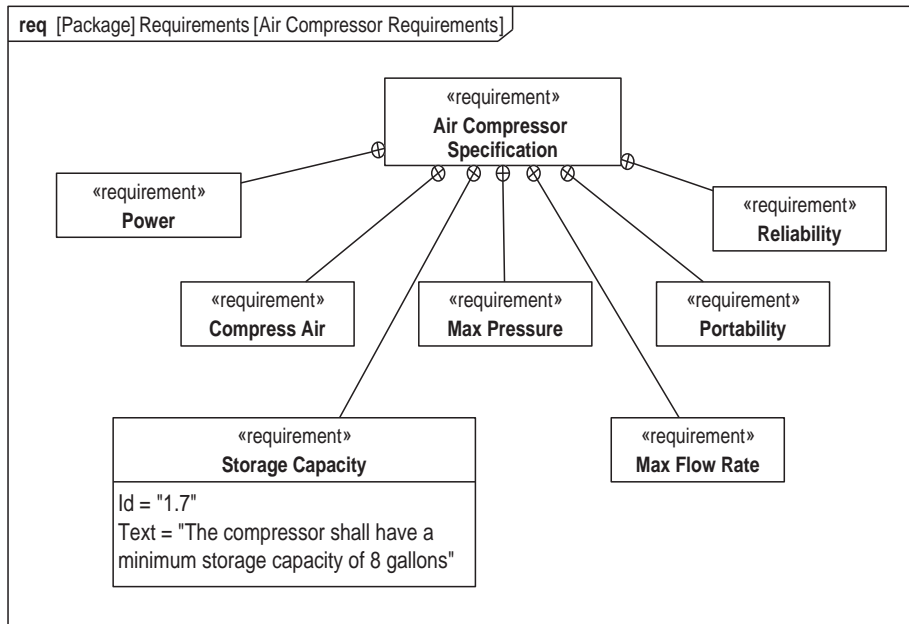 req [Package] Requirements [Air Compressor Requirements]
«requirement»
Air Compressor
Specification
«requirement»
Power
«requirement»
Reliability
«requirement»
Compress Air
«requirement»
Max Pressure
«requirement»
Portability
«requirement»
Storage Capacity
Id = "1.7"
Text = "The compressor shall have a
minimum storage capacity of 8 gallons"
«requirement»
Max Flow Rate